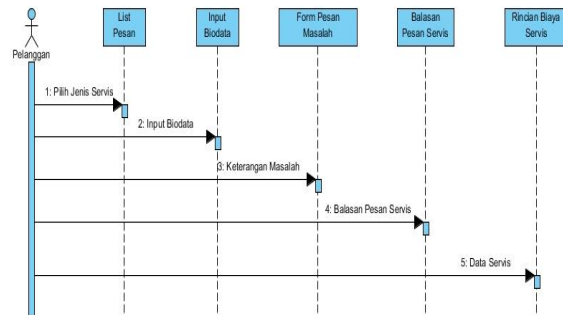 List
Pesan
Input
Biodata
Form Pesan
Masalah
Balasan
Pesan Servis
Rincian Biaya
Servis
Pelanggan
1: Pilih Jenis Servis
2: Input Biodata
3: Keterangan Masalah
4: Balasan Pesan Servis
5: Data Servis